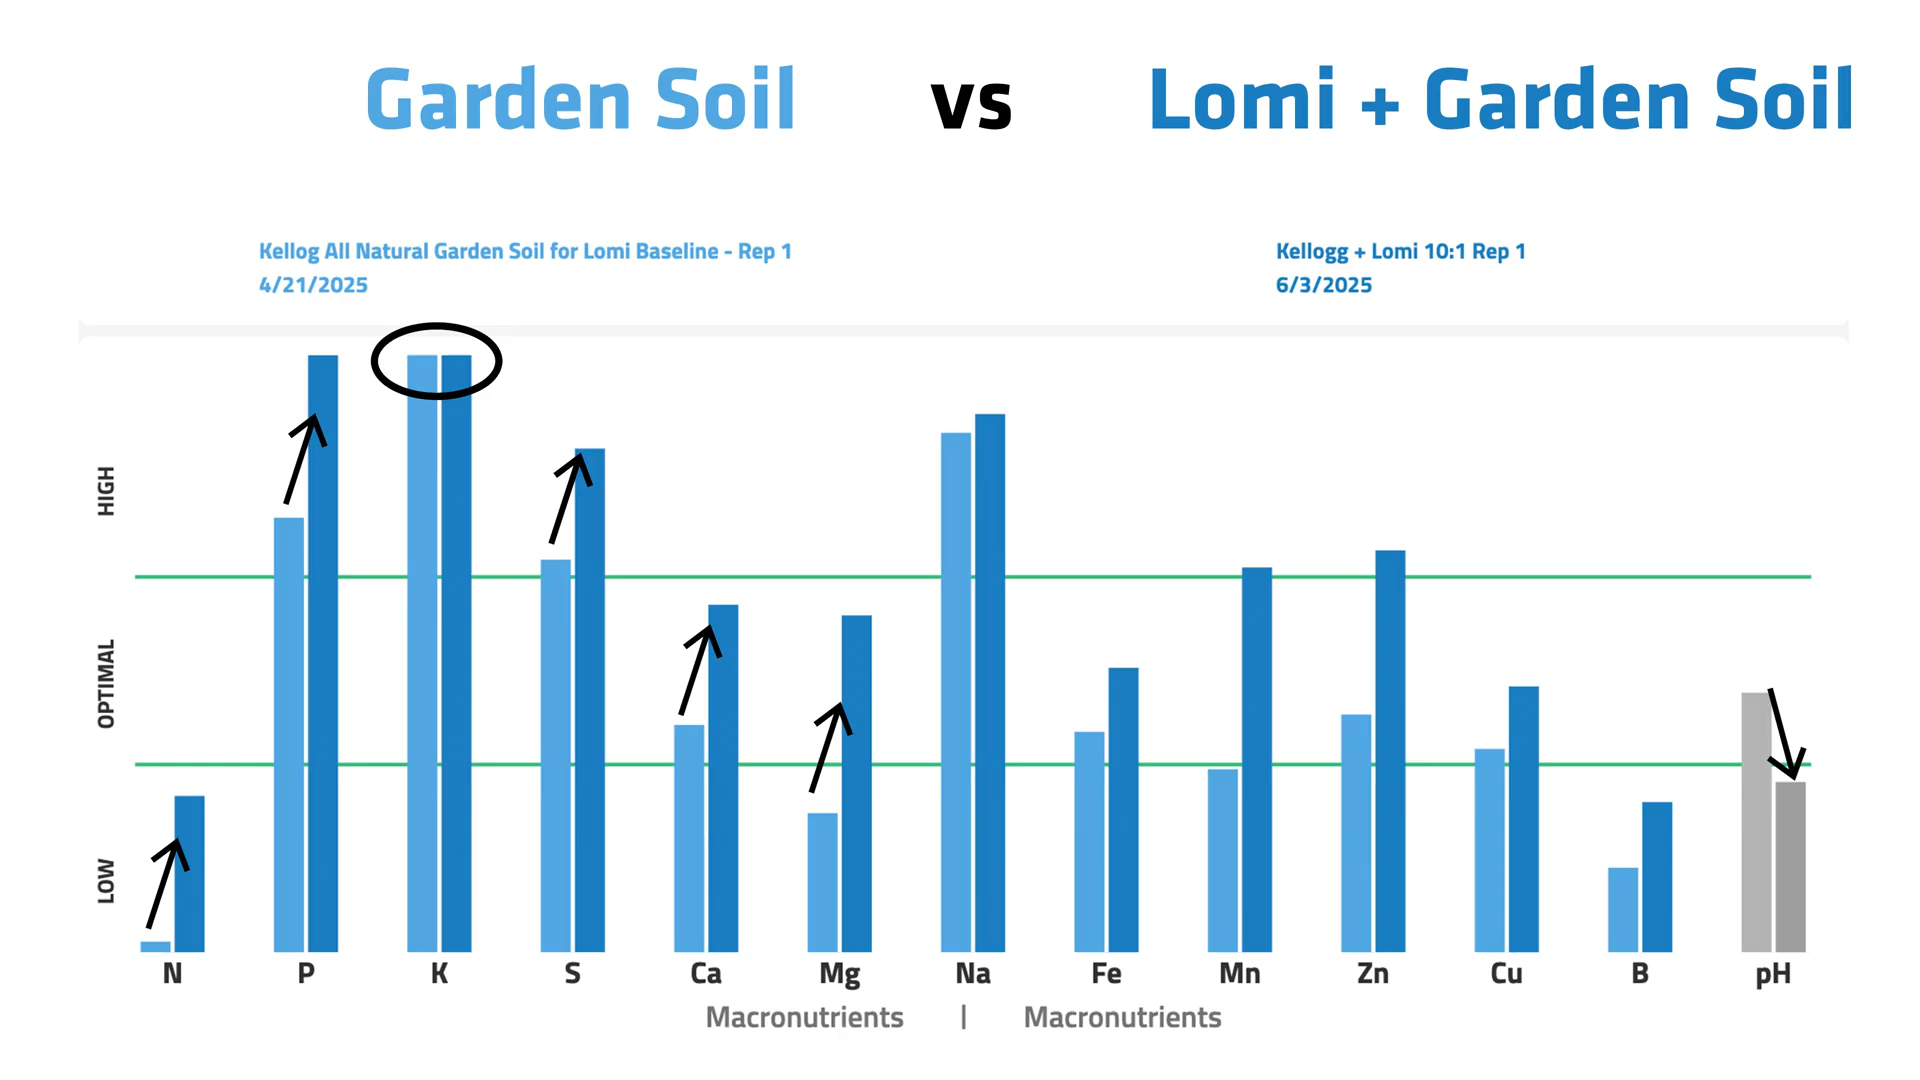 Garden Soil vs Lomi + Garden Soil
Kellog All Natural Garden Soil for Lomi Baseline - Rep 1
4/21/2025
Kellogg + Lomi 10:1 Rep 1
6/3/2025
HIGH
OPTIMAL
LOW
N P K S Ca Mg Na Fe Mn Zn Cu B pH
Macronutrients | Macronutrients